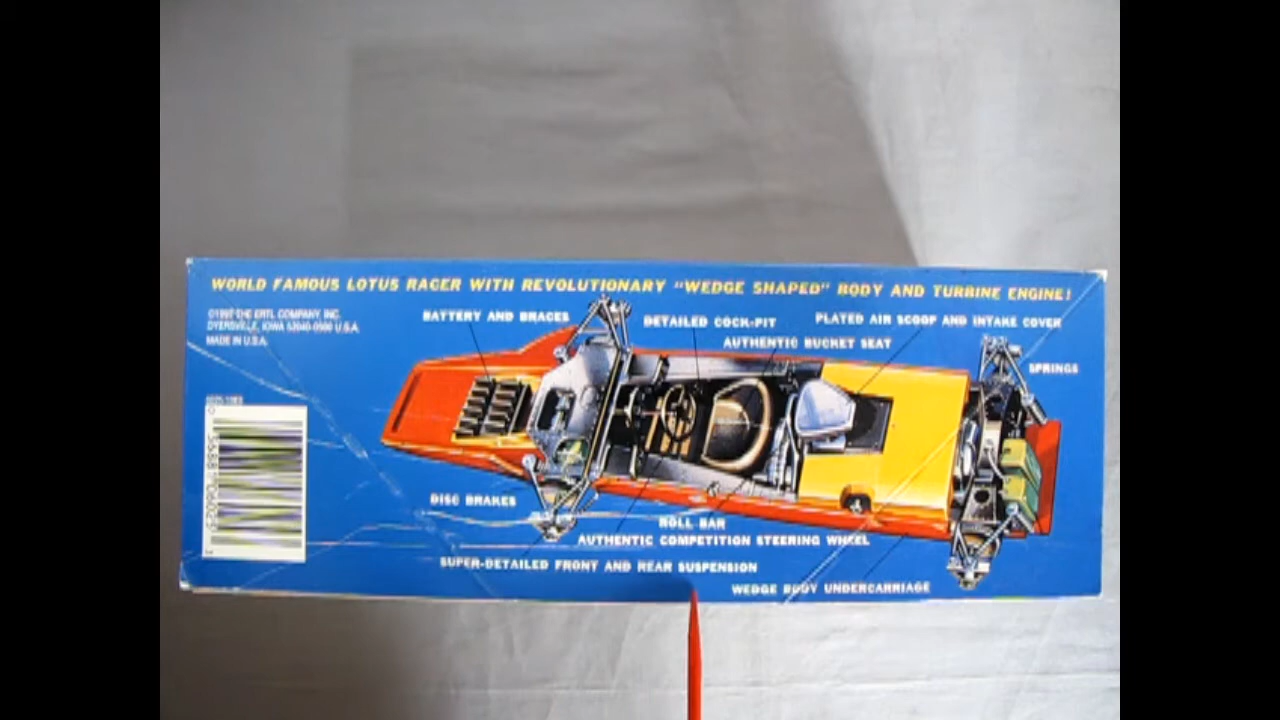 WORLD FAMOUS LOTUS RACER WITH REVOLUTIONARY "WEDGE SHAPED" BODY AND TURBINE ENGINE!
THE ERTL COMPANY, INC.
DYERSVILLE, IOWA U.S.A.
MADE IN U.S.A.
BATTERY AND BRACES
DETAILED COCK-PIT
PLATED AIR SCOOP AND INTAKE COVER
AUTHENTIC BUCKET SEAT
SPRINGS
DISC BRAKES
ROLL BAR
AUTHENTIC COMPETITION STEERING WHEEL
SUPER-DETAILED FRONT AND REAR SUSPENSION
WEDGE BODY UNDERCARRIAGE